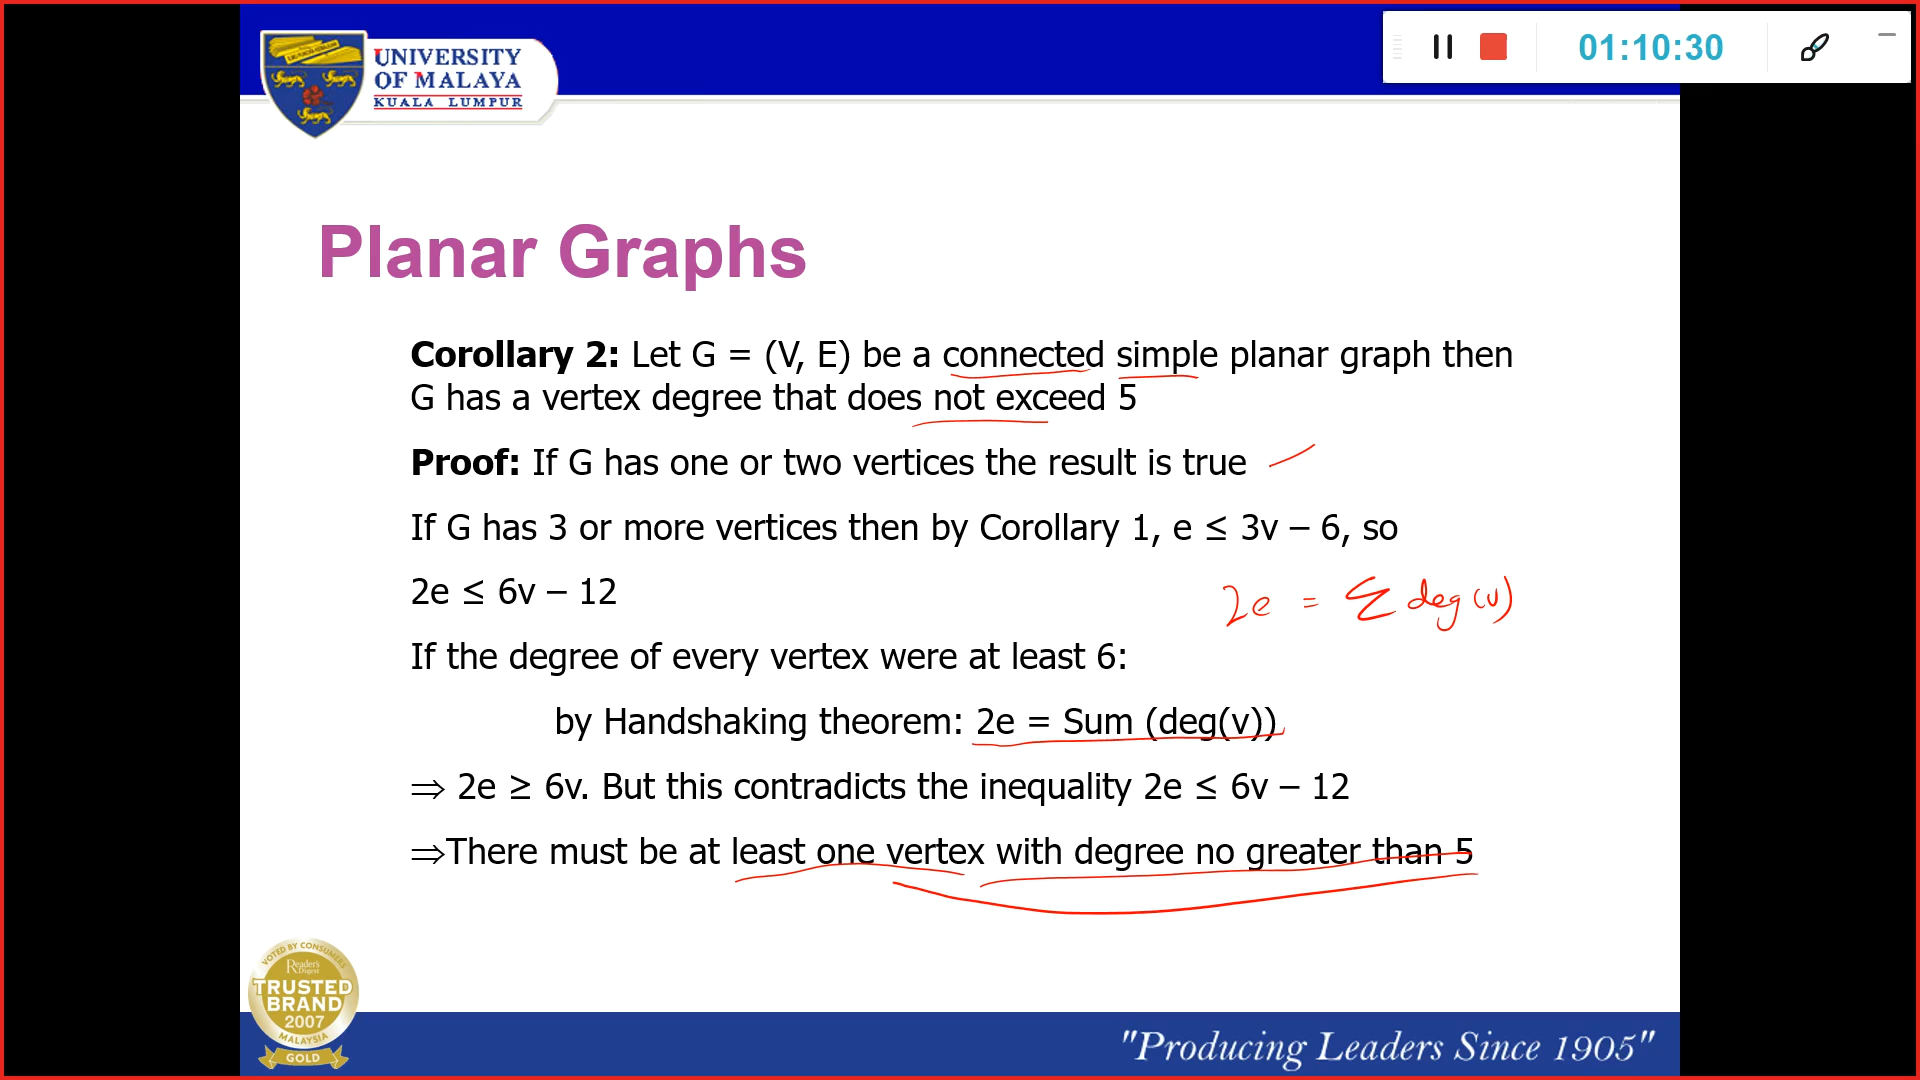 UNIVERSITY
OF MALAYA
KUALA LUMPUR
01:10:30
Planar Graphs
Corollary 2: Let G = (V, E) be a connected simple planar graph then
G has a vertex degree that does not exceed 5
Proof: If G has one or two vertices the result is true
If G has 3 or more vertices then by Corollary 1, e ≤ 3v – 6, so
2e ≤ 6v – 12
2e = Σ deg(v)
If the degree of every vertex were at least 6:
by Handshaking theorem: 2e = Sum (deg(v))
⇒ 2e ≥ 6v. But this contradicts the inequality 2e ≤ 6v – 12
⇒There must be at least one vertex with degree no greater than 5
VOTED BY CONSUMERS
Reader's
Digest
TRUSTED
BRAND
2007
MALAYSIA
GOLD
"Producing Leaders Since 1905"